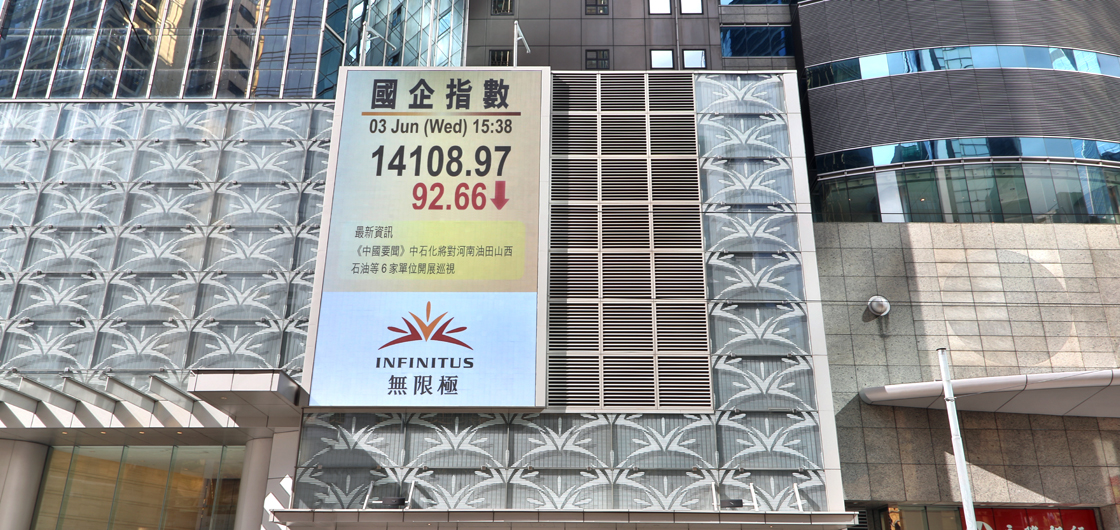 國企指數
03 Jun (Wed) 15:38
14108.97
92.66↓
最新資訊
《中國要聞》中石化將對河南油田山西
石油等6家單位開展巡視
INFINITUS
無限極